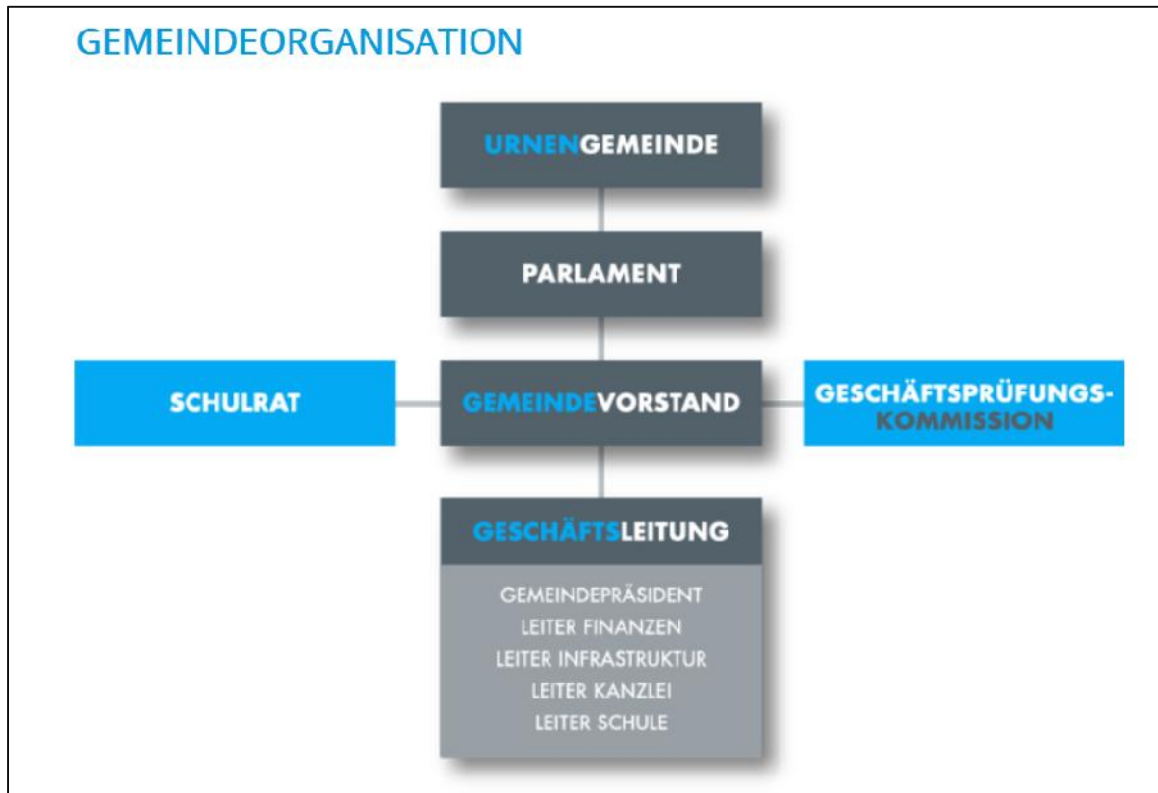 GEMEINDEORGANISATION
URNENGEMEINDE
PARLAMENT
SCHULRAT
GEMEINDEVORSTAND
GESCHÄFTSPRÜFUNGS-
KOMMISSION
GESCHÄFTSLEITUNG
GEMEINDEPRÄSIDENT
LEITER FINANZEN
LEITER INFRASTRUKTUR
LEITER KANZLEI
LEITER SCHULE